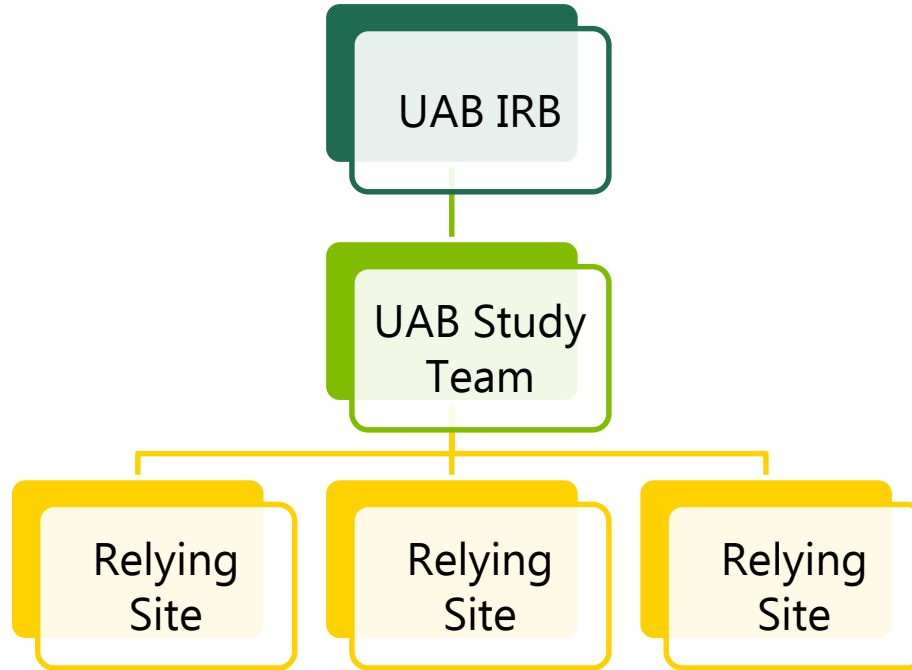 UAB IRB
UAB Study
Team
Relying
Site
Relying
Site
Relying
Site